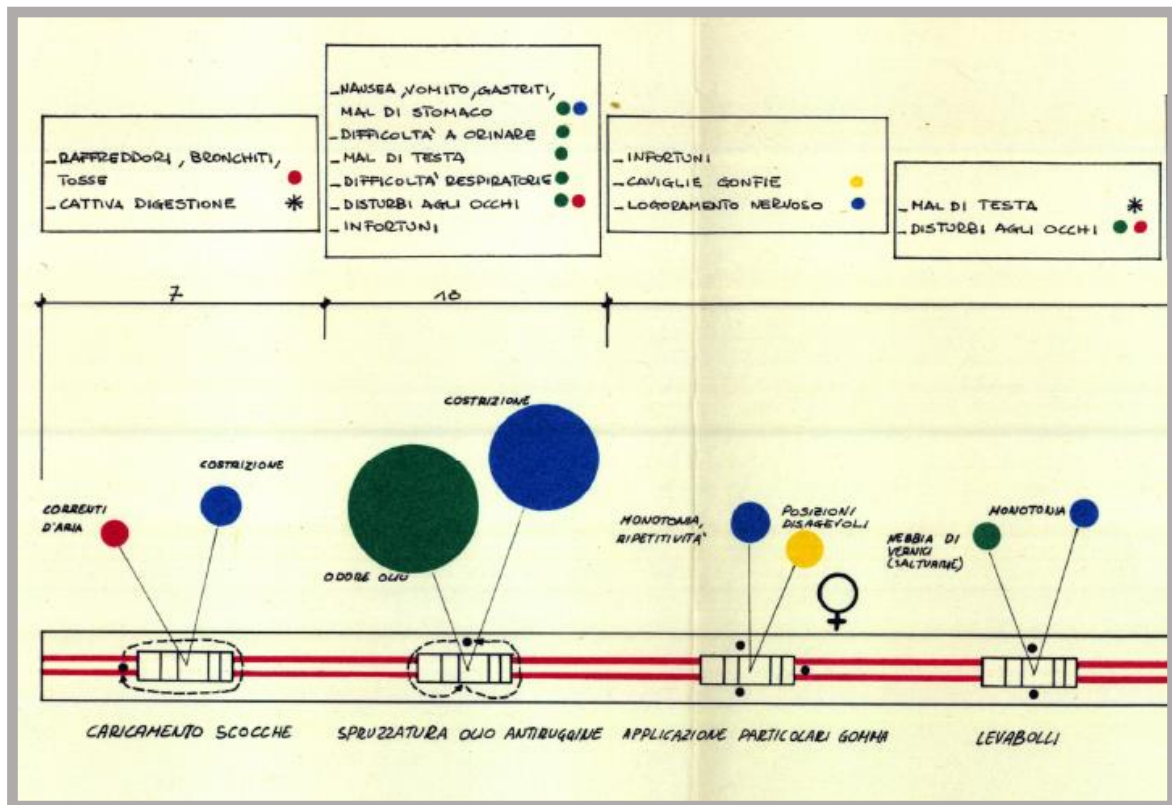 _RAFFREDDORI, BRONCHITI,
TOSSE
_CATTIVA DIGESTIONE *
_NAUSEA, VOMITO, GASTRITI,
MAL DI STOMACO
_DIFFICOLTA' A ORINARE
_MAL DI TESTA
_DIFFICOLTA' RESPIRATORIE
_DISTURBI AGLI OCCHI
_INFORTUNI
_INFORTUNI
_CAVIGLIE GONFIE
_LOGORAMENTO NERVOSO
_MAL DI TESTA *
_DISTURBI AGLI OCCHI
7
18
CORRENTI
D'ARIA
COSTRIZIONE
ODORE OLIO
COSTRIZIONE
MONOTONIA,
RIPETITIVITA'
POSIZIONI
DISAGEVOLI
NEBBIA DI
VERNICI
(SALTUARIE)
MONOTONIA
CARICAMENTO SCOCCHE
SPRUZZATURA OLIO ANTIRUGGINE
APPLICAZIONE PARTICOLARI GOMMA
LEVABOLLI